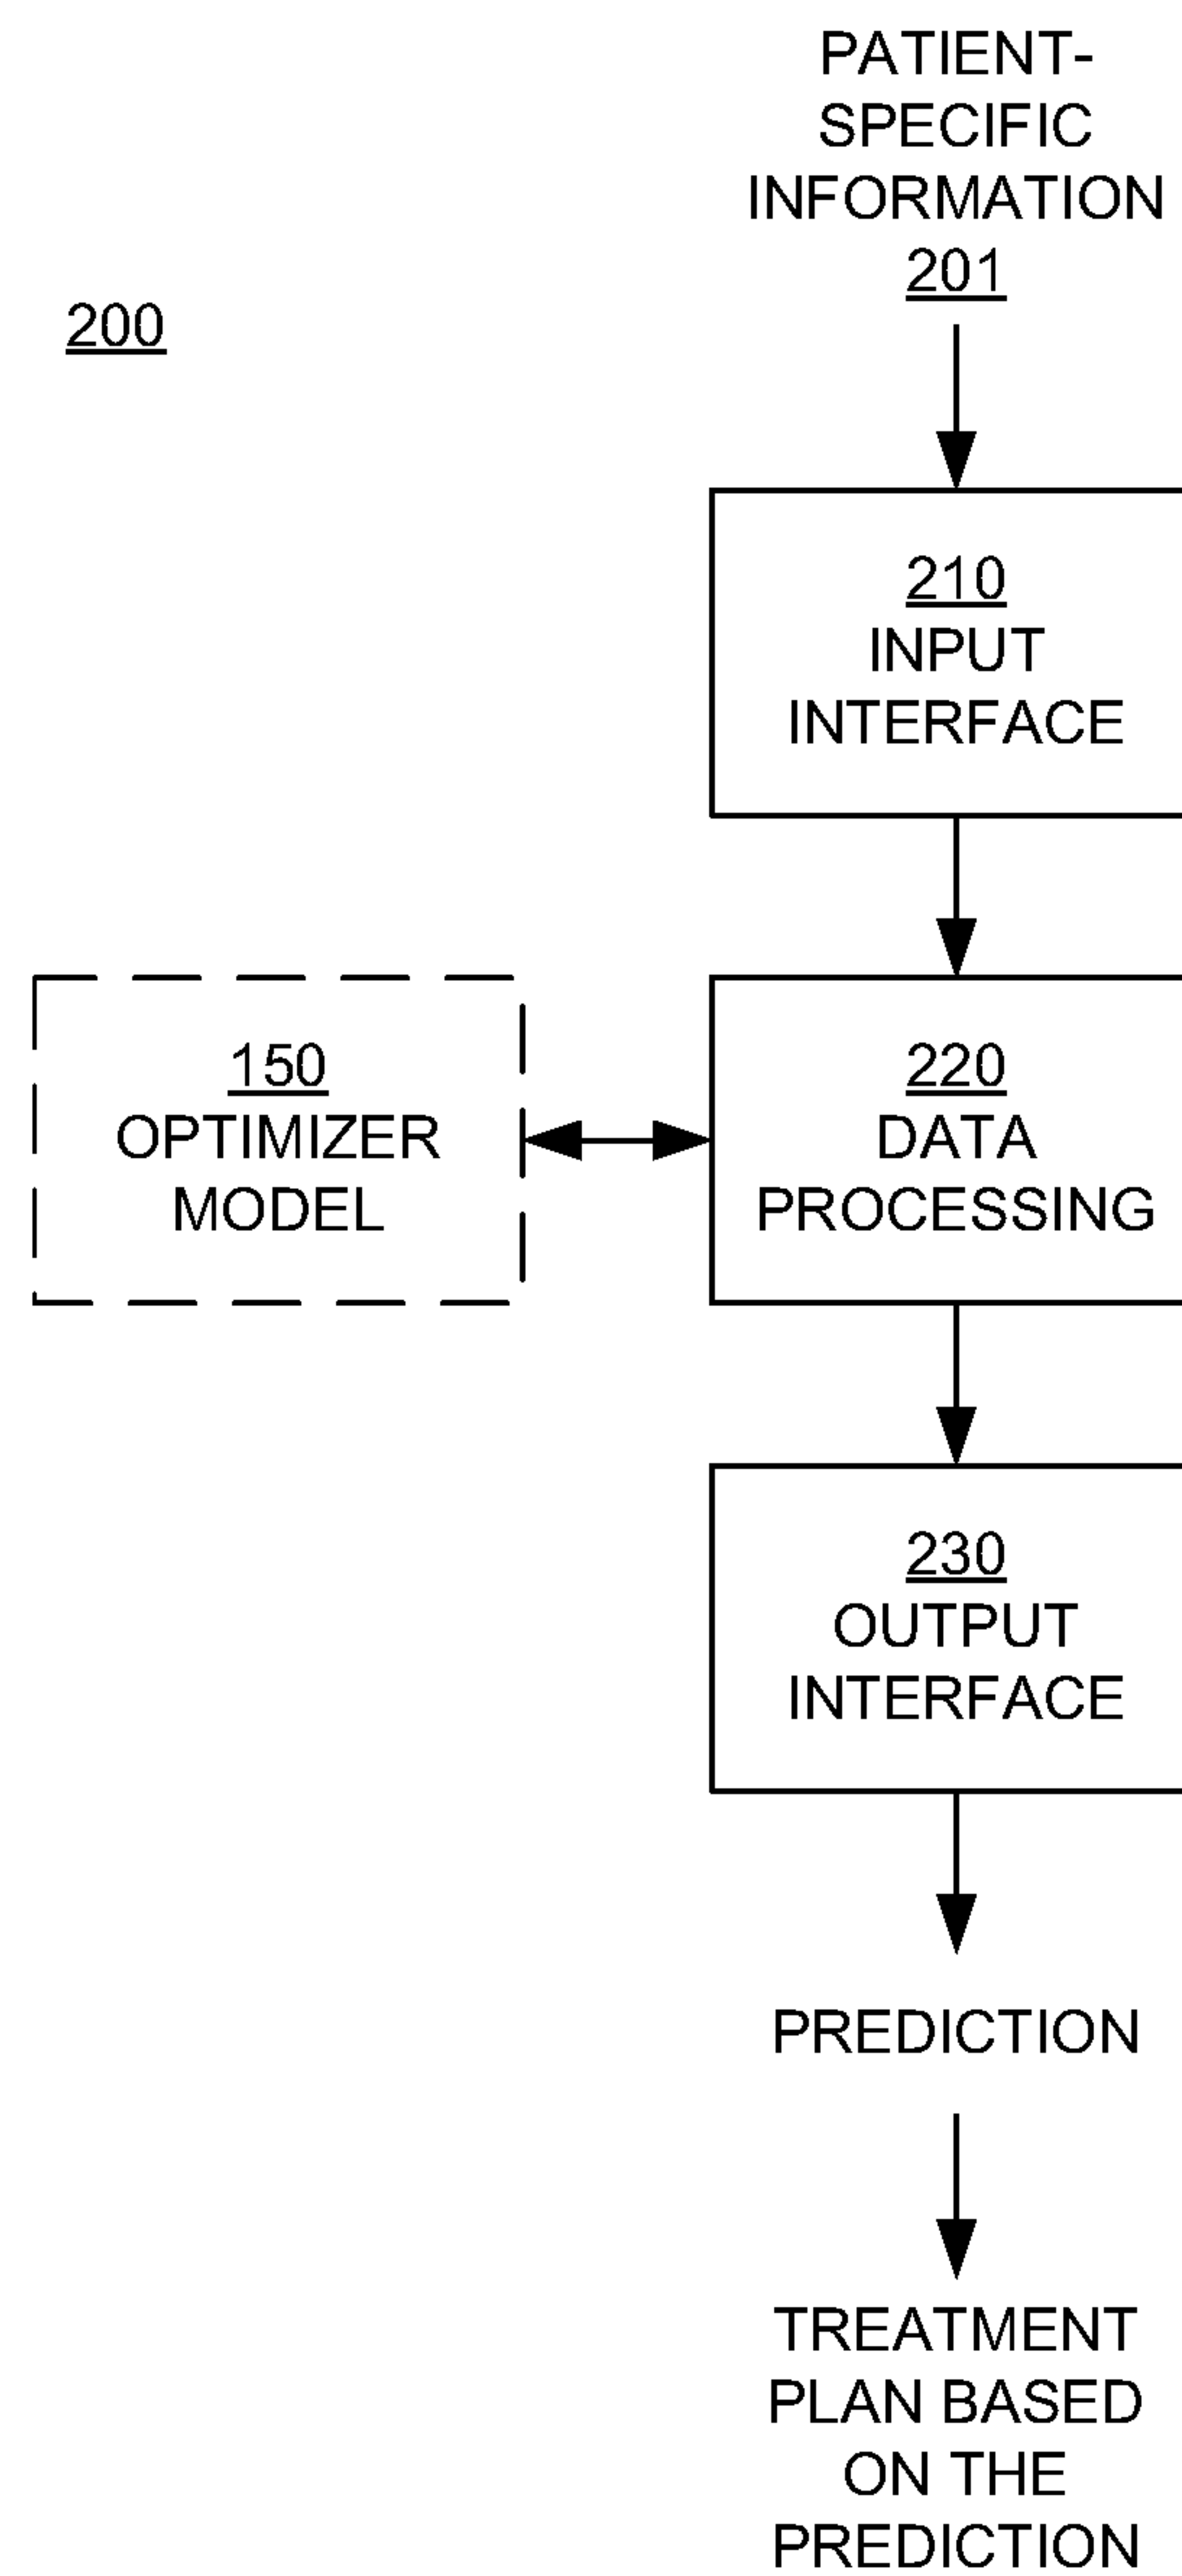 PATIENT-
SPECIFIC
INFORMATION
201
200
210
INPUT
INTERFACE
150
OPTIMIZER
MODEL
220
DATA
PROCESSING
230
OUTPUT
INTERFACE
PREDICTION
TREATMENT
PLAN BASED
ON THE
PREDICTION